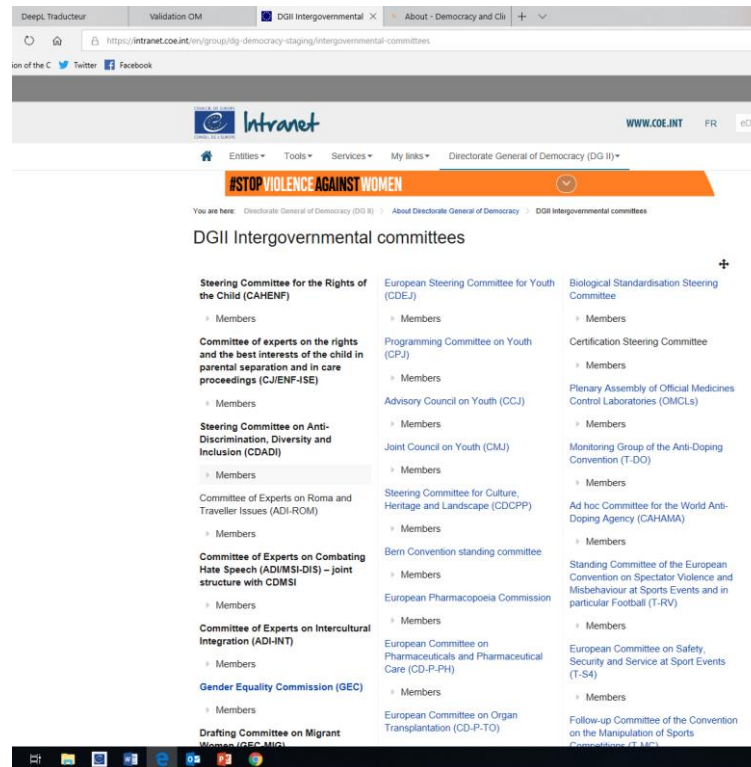 DeepL Traducteur
Validation OM
DGII Intergovernmental
About - Democracy and Cli
https://intranet.coe.int/en/group/dg-democracy-staging/intergovernmental-committees
ion of the C Twitter Facebook
Intranet
WWW.COE.INT FR
Entities Tools Services My links Directorate General of Democracy (DG II)
#STOP VIOLENCE AGAINST WOMEN
You are here: Directorate General of Democracy (DG II) > About Directorate General of Democracy > DGII Intergovernmental committees
DGII Intergovernmental committees
Steering Committee for the Rights of
the Child (CAHENF)
Members
Committee of experts on the rights
and the best interests of the child in
parental separation and in care
proceedings (CJ/ENF-ISE)
Members
Steering Committee on Anti-
Discrimination, Diversity and
Inclusion (CDADI)
Members
Committee of Experts on Roma and
Traveller Issues (ADI-ROM)
Members
Committee of Experts on Combating
Hate Speech (ADI/MSI-DIS) – joint
structure with CDMSI
Members
Committee of Experts on Intercultural
Integration (ADI-INT)
Members
Gender Equality Commission (GEC)
Members
Drafting Committee on Migrant
Women (GEC-MIG)
European Steering Committee for Youth
(CDEJ)
Members
Programming Committee on Youth
(CPJ)
Members
Advisory Council on Youth (CCJ)
Members
Joint Council on Youth (CMJ)
Members
Steering Committee for Culture,
Heritage and Landscape (CDCPP)
Members
Bern Convention standing committee
Members
European Pharmacopoeia Commission
Members
European Committee on
Pharmaceuticals and Pharmaceutical
Care (CD-P-PH)
Members
European Committee on Organ
Transplantation (CD-P-TO)
Biological Standardisation Steering
Committee
Members
Certification Steering Committee
Members
Plenary Assembly of Official Medicines
Control Laboratories (OMCLs)
Members
Monitoring Group of the Anti-Doping
Convention (T-DO)
Members
Ad hoc Committee for the World Anti-
Doping Agency (CAHAMA)
Members
Standing Committee of the European
Convention on Spectator Violence and
Misbehaviour at Sports Events and in
particular Football (T-RV)
Members
European Committee on Safety,
Security and Service at Sport Events
(T-S4)
Members
Follow-up Committee of the Convention
on the Manipulation of Sports
Competitions (T-MC)